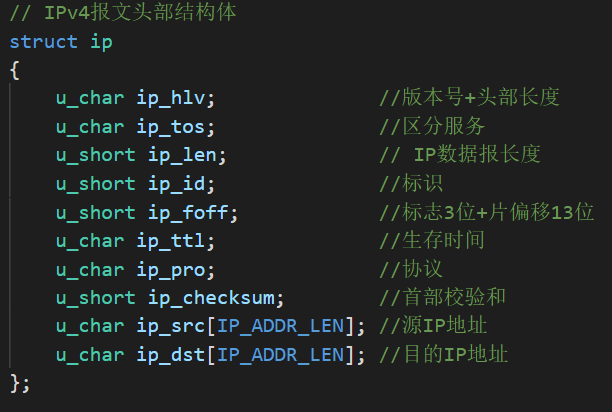 // IPv4报文头部结构体
struct ip
{
    u_char ip_hlv;              //版本号+头部长度
    u_char ip_tos;              //区分服务
    u_short ip_len;             // IP数据报长度
    u_short ip_id;              //标识
    u_short ip_foff;            //标志3位+片偏移13位
    u_char ip_ttl;              //生存时间
    u_char ip_pro;              //协议
    u_short ip_checksum;        //首部校验和
    u_char ip_src[IP_ADDR_LEN]; //源IP地址
    u_char ip_dst[IP_ADDR_LEN]; //目的IP地址
};